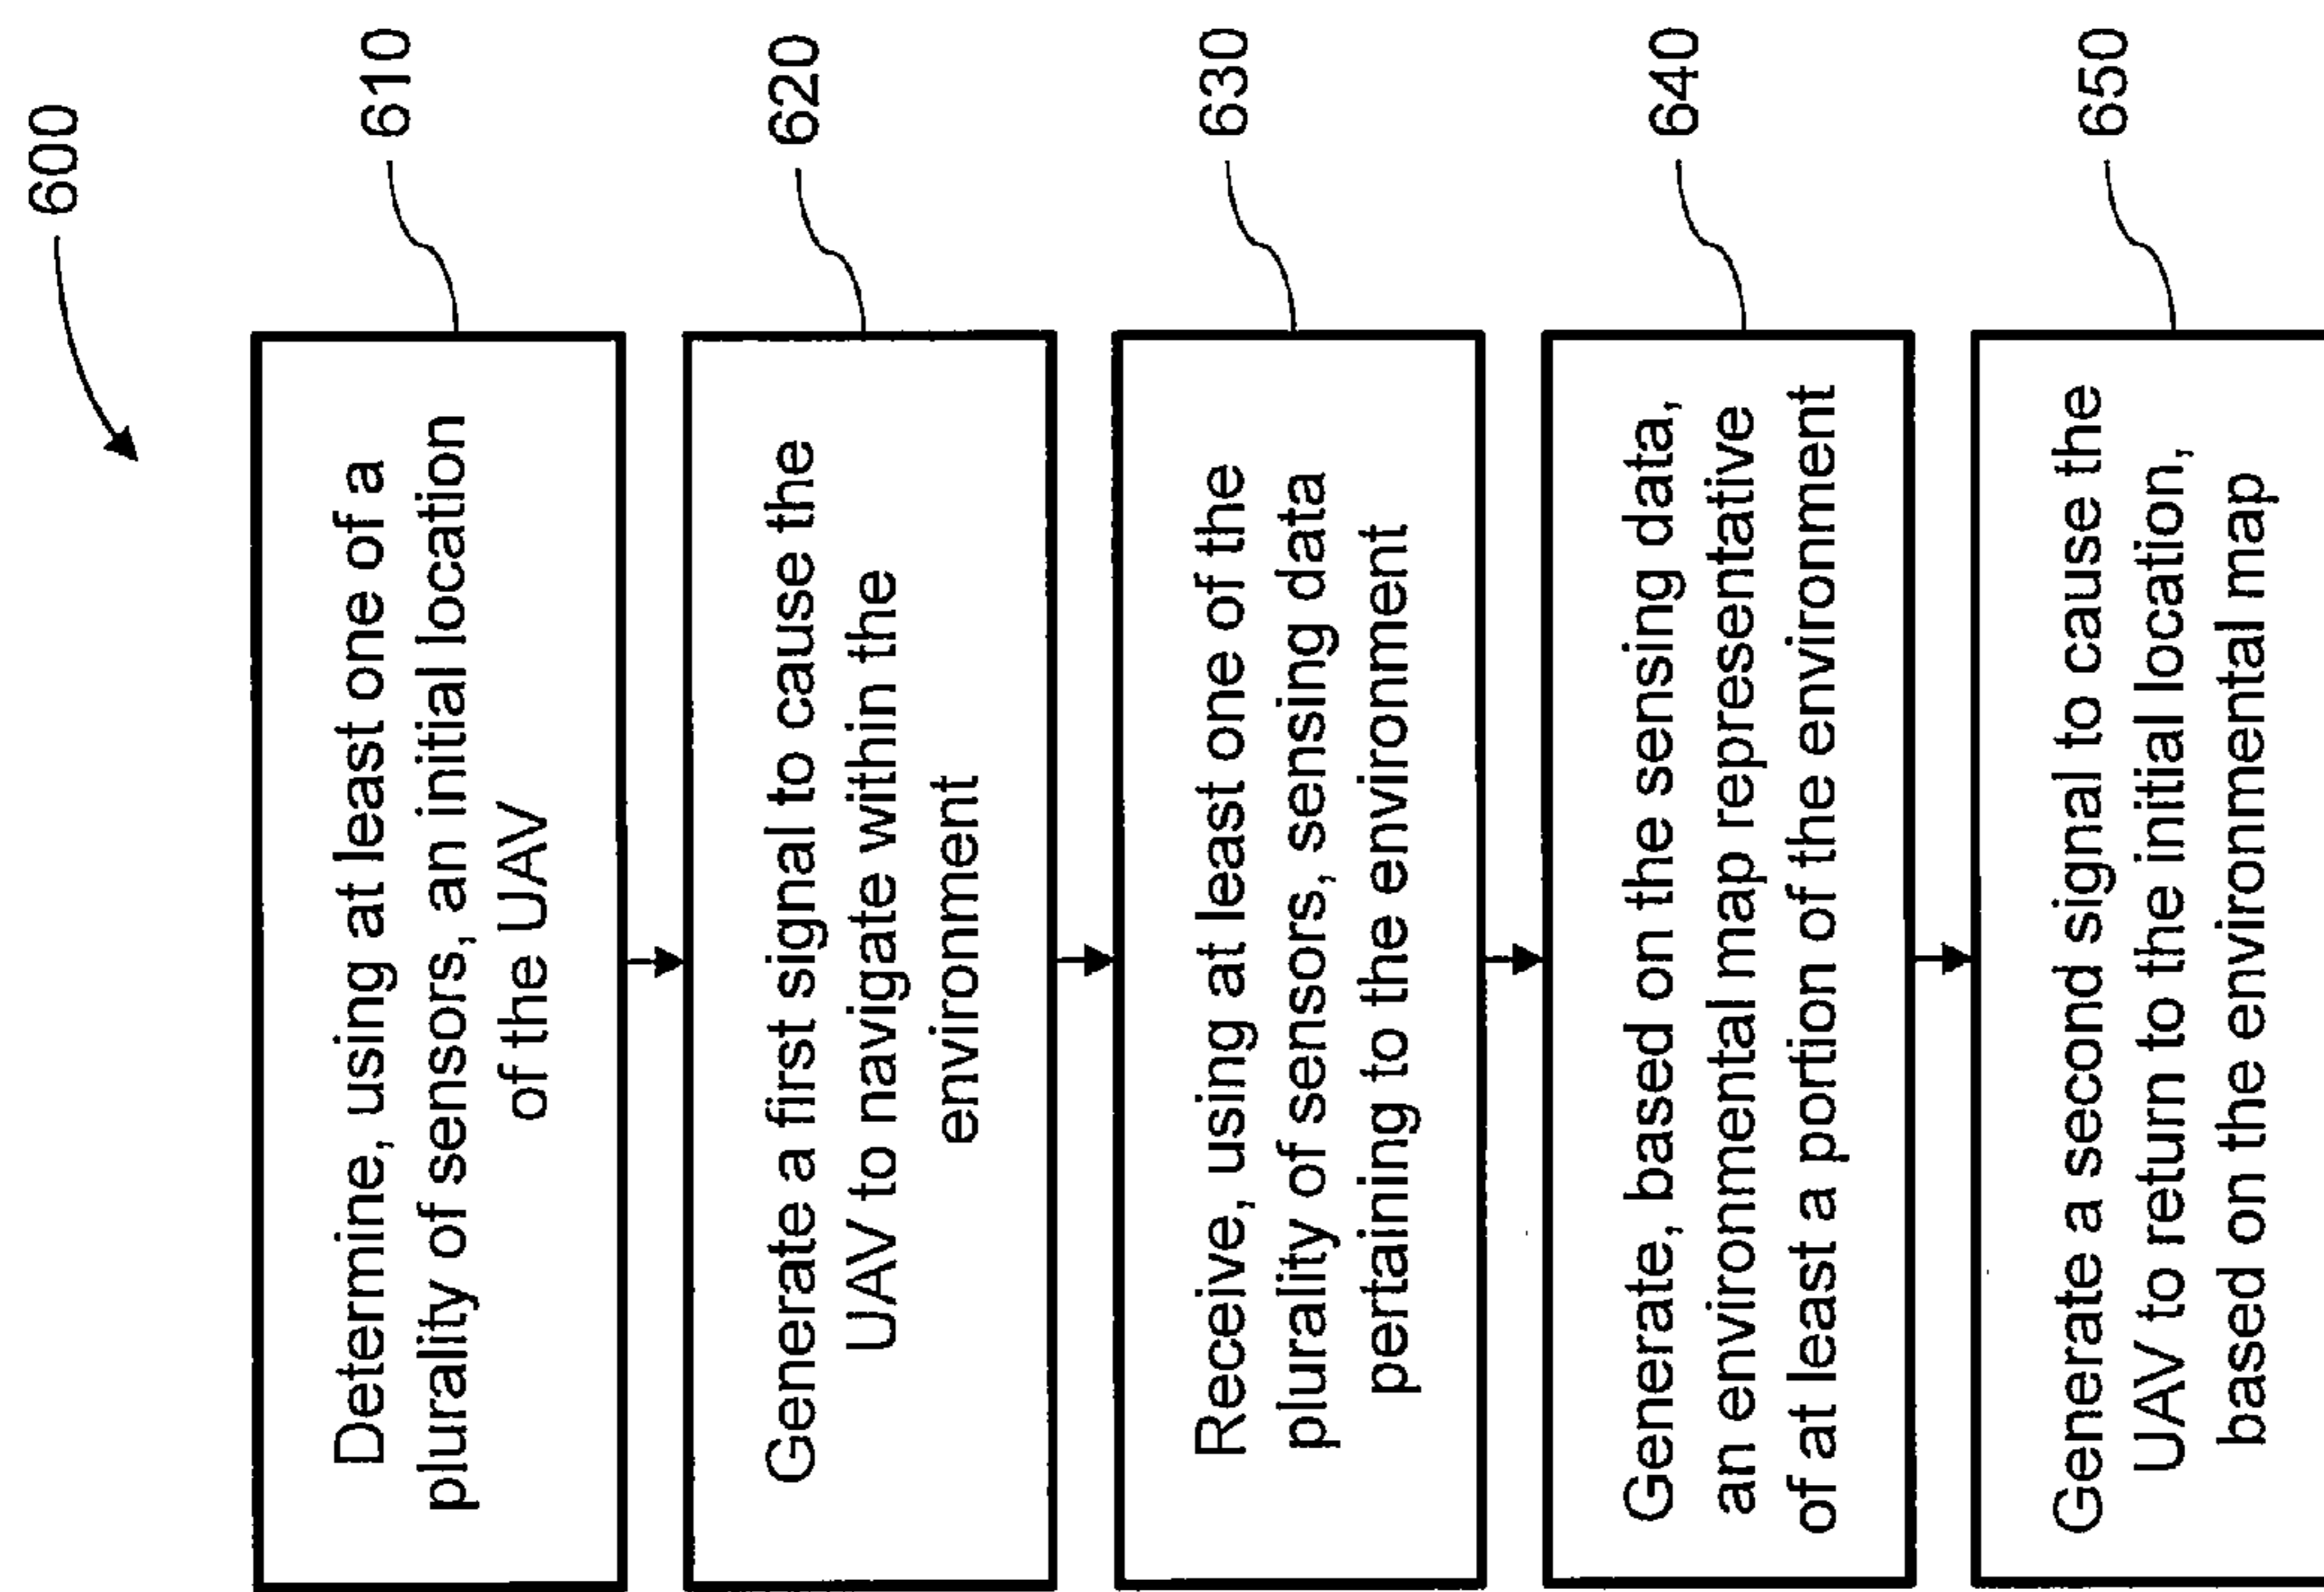 600
Determine, using at least one of a
plurality of sensors, an initial location
of the UAV
610
Generate a first signal to cause the
UAV to navigate within the
environment
620
Receive, using at least one of the
plurality of sensors, sensing data
pertaining to the environment
630
Generate, based on the sensing data,
an environmental map representative
of at least a portion of the environment
640
Generate a second signal to cause the
UAV to return to the initial location,
based on the environmental map
650